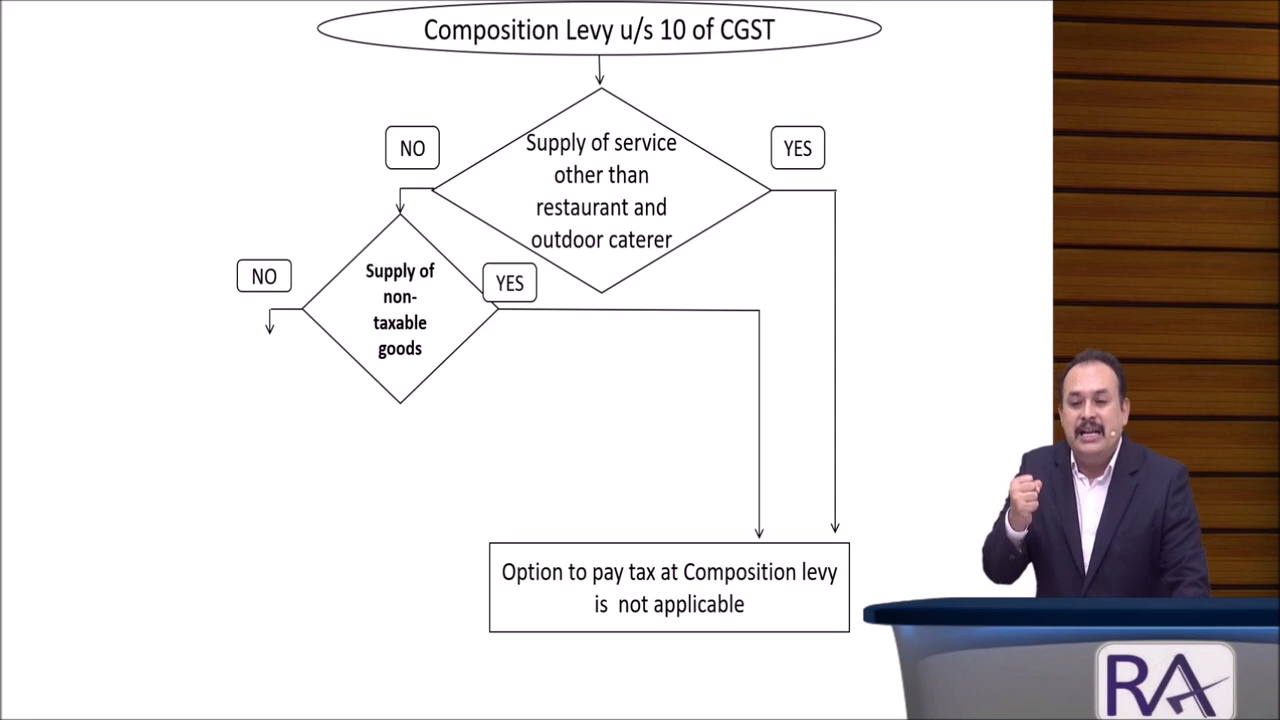 Composition Levy u/s 10 of CGST
NO
Supply of service
other than
restaurant and
outdoor caterer
YES
NO
Supply of
non-
taxable
goods
YES
Option to pay tax at Composition levy
is not applicable
RA